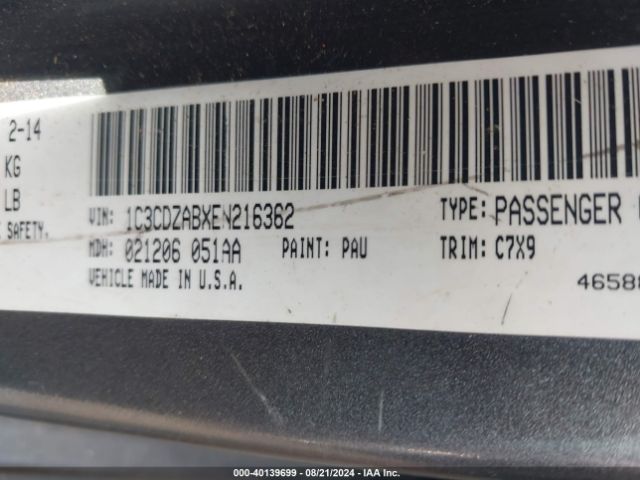 2-14
KG
LB
SAFETY.
VIN: 1C3CDZABXEN216362 TYPE: PASSENGER
MDH: 021206 051AA PAINT: PAU TRIM: C7X9
VEHICLE MADE IN U.S.A.
4658
000-40139699 - 08/21/2024 - IAA Inc.